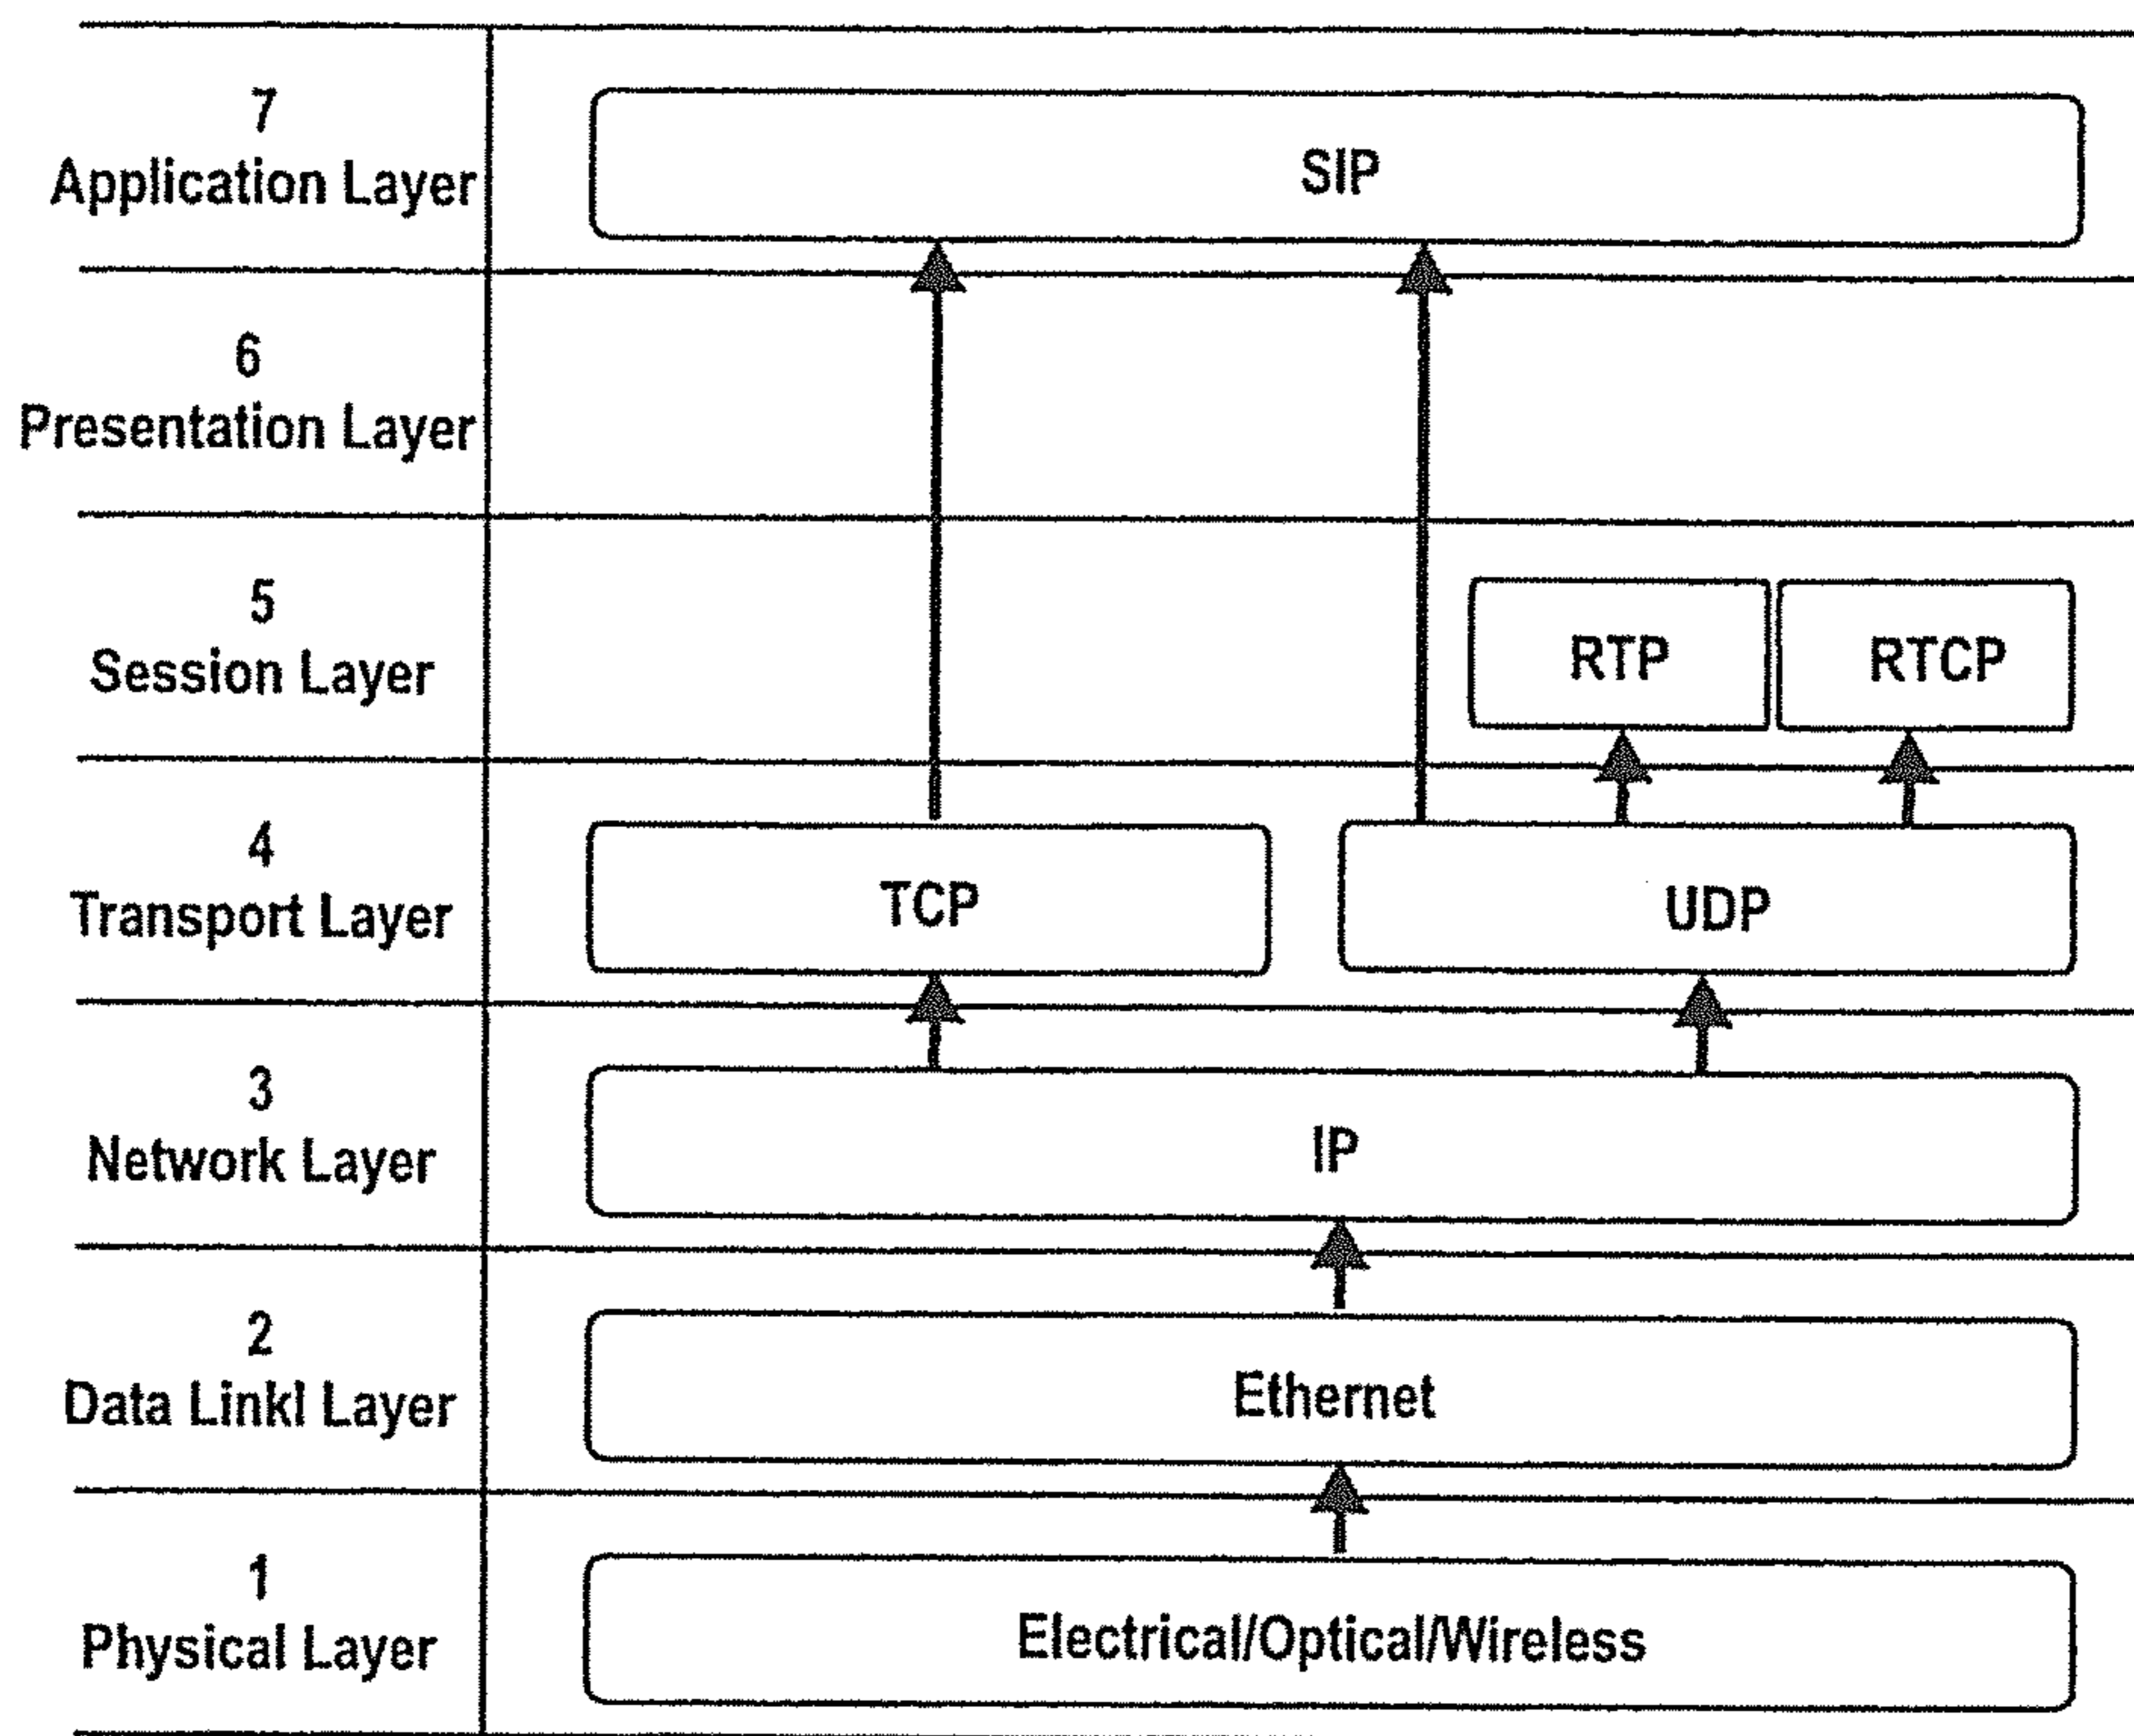 7
Application Layer
SIP
6
Presentation Layer
5
Session Layer
RTP
RTCP
4
Transport Layer
TCP
UDP
3
Network Layer
IP
2
Data Linkl Layer
Ethernet
1
Physical Layer
Electrical/Optical/Wireless